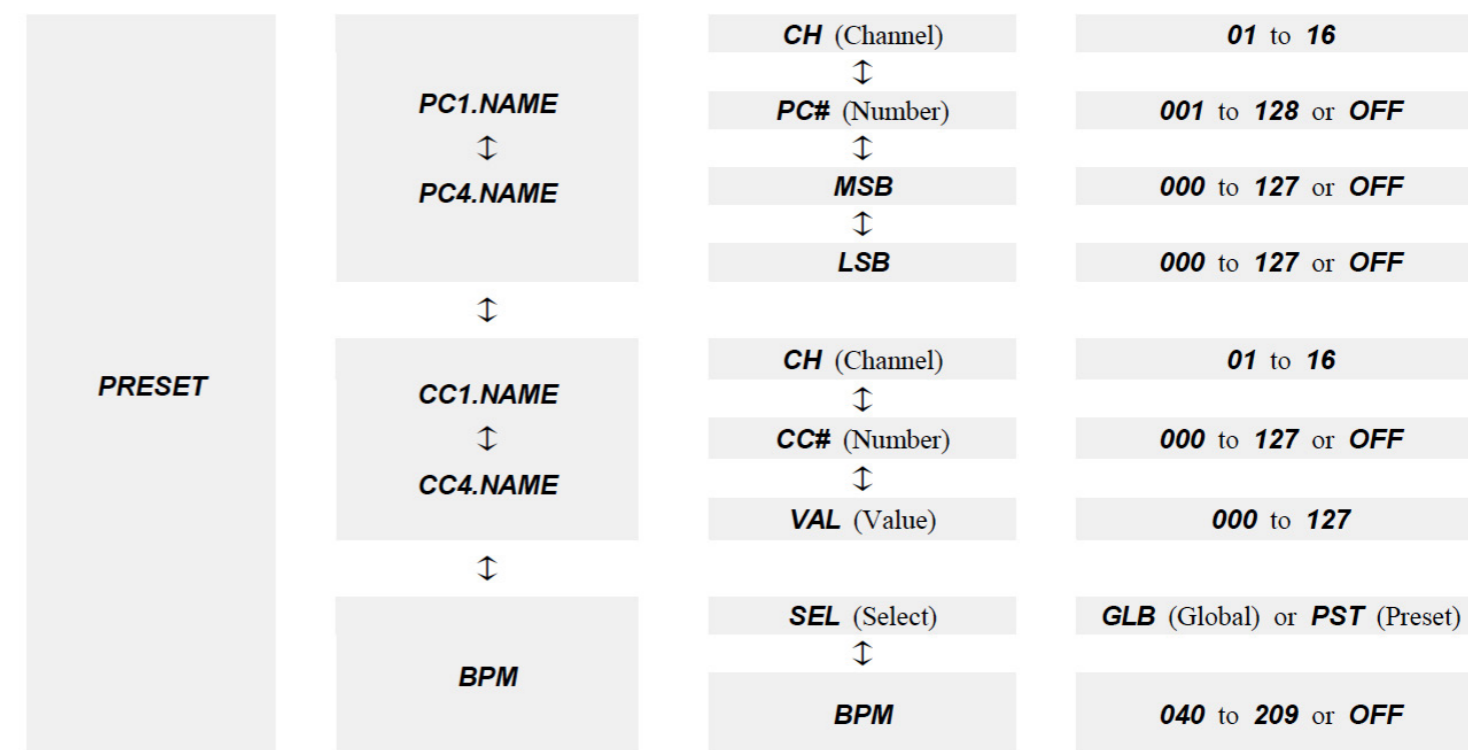 CH (Channel) 01 to 16
↕
PC1.NAME PC# (Number) 001 to 128 or OFF
↕ ↕
PC4.NAME MSB 000 to 127 or OFF
↕
LSB 000 to 127 or OFF
↕
CH (Channel) 01 to 16
PRESET CC1.NAME ↕
↕ CC# (Number) 000 to 127 or OFF
CC4.NAME ↕
VAL (Value) 000 to 127
↕
SEL (Select) GLB (Global) or PST (Preset)
BPM ↕
BPM 040 to 209 or OFF